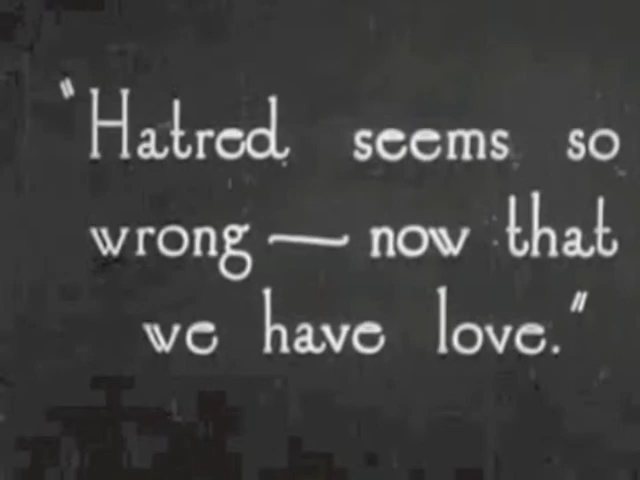 "Hatred seems so
wrong — now that
we have love."